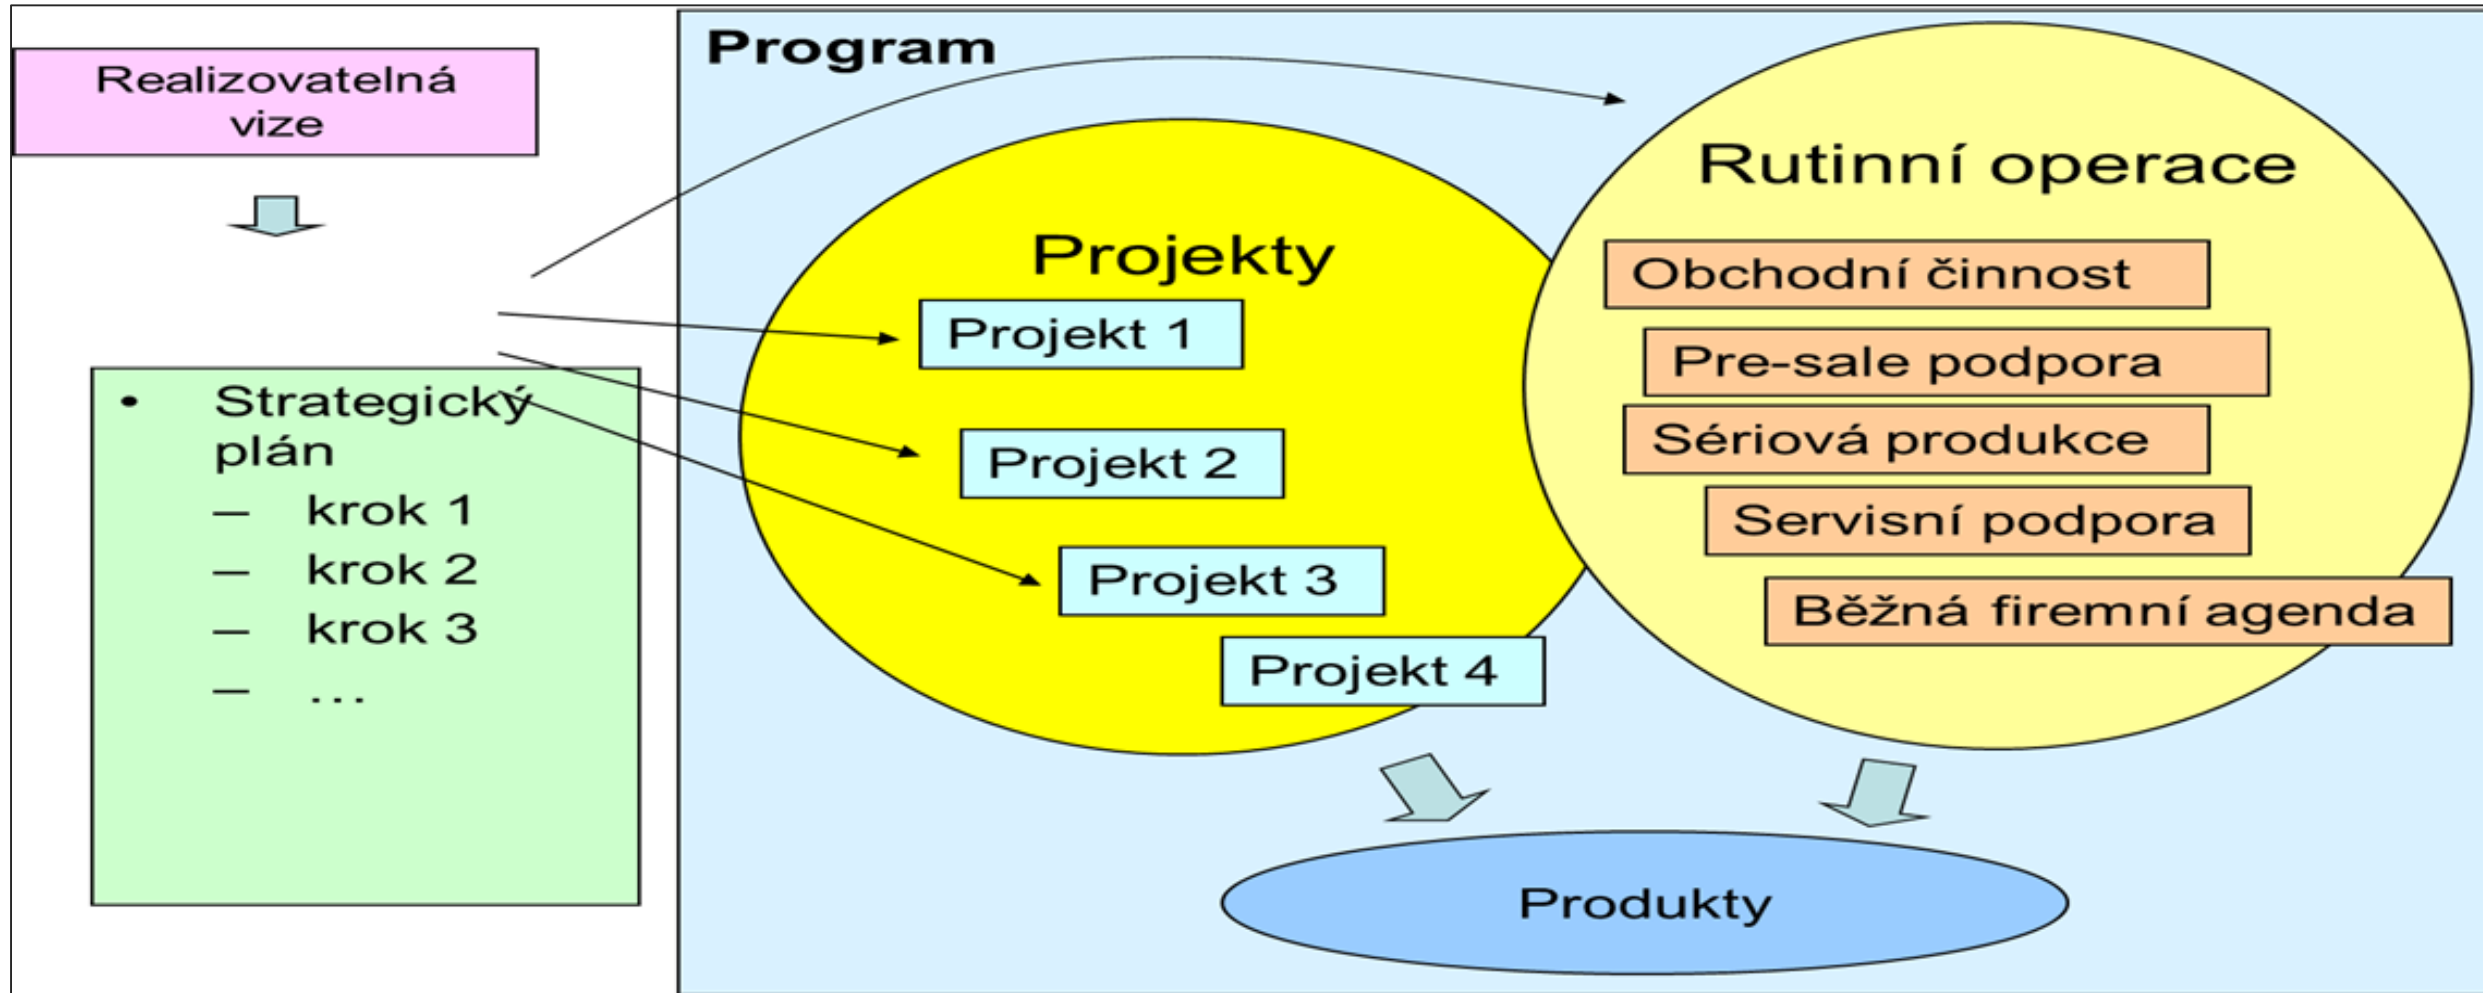 Realizovatelná
vize
• Strategický
plán
– krok 1
– krok 2
– krok 3
– …
Program
Projekty
Projekt 1
Projekt 2
Projekt 3
Projekt 4
Rutinní operace
Obchodní činnost
Pre-sale podpora
Sériová produkce
Servisní podpora
Běžná firemní agenda
Produkty